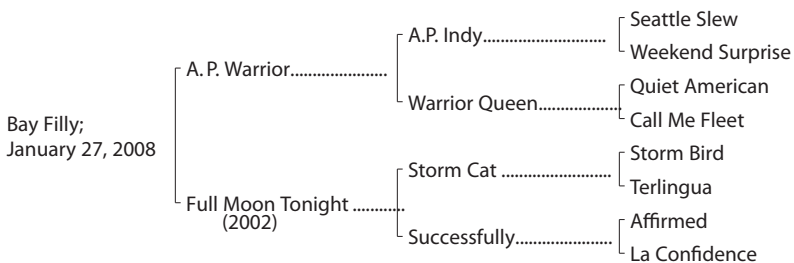 Seattle Slew
A.P. Indy...........................
Weekend Surprise
A. P. Warrior.....................
Quiet American
Warrior Queen..................
Call Me Fleet
Bay Filly;
January 27, 2008
Storm Bird
Storm Cat ........................
Terlingua
Full Moon Tonight ............
(2002)
Affirmed
Successfully.....................
La Confidence